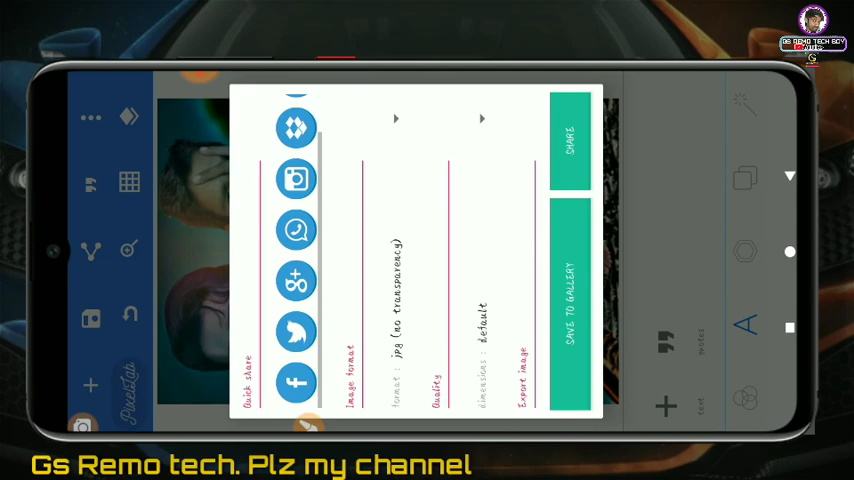 GS REMO TECH BOY
Quick share
Image format
format : jpg (no transparency)
Quality
dimensions : default
Export image
SAVE TO GALLERY
SHARE
PixelLab
text
quotes
Gs Remo tech. Plz my channel